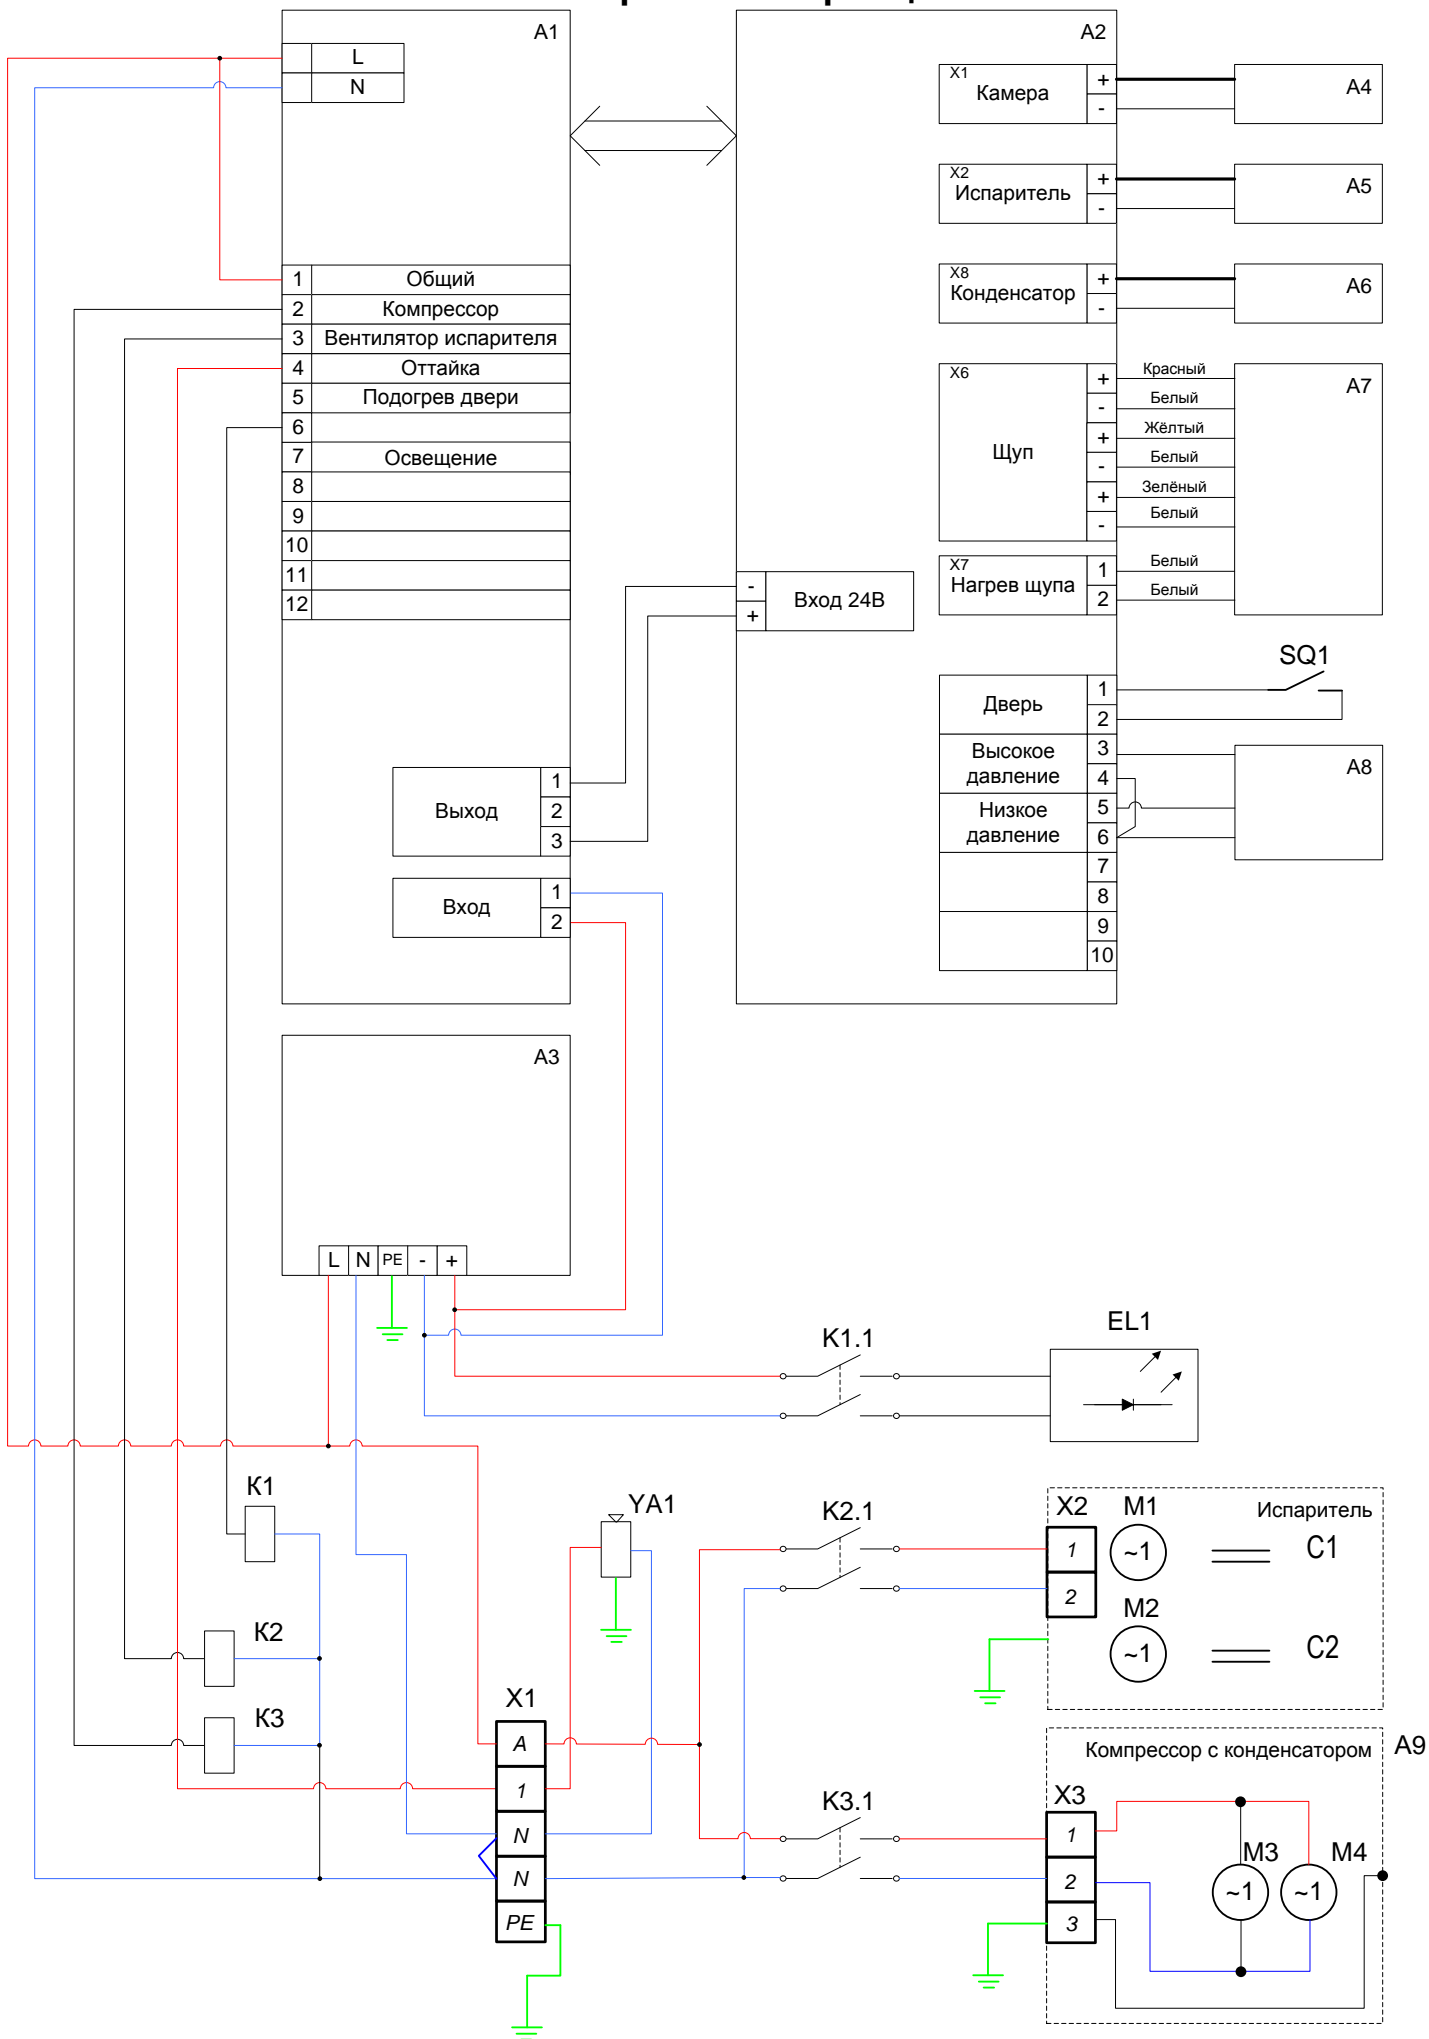 A1
L
N
1 Общий
2 Компрессор
3 Вентилятор испарителя
4 Оттайка
5 Подогрев двери
6
7 Освещение
8
9
10
11
12
Выход
1
2
3
Вход
1
2
A2
X1
Камера
+
-
A4
X2
Испаритель
+
-
A5
X8
Конденсатор
+
-
A6
X6
Щуп
+
-
+
-
+
-
Красный
Белый
Жёлтый
Белый
Зелёный
Белый
A7
X7
Нагрев щупа
1
2
Белый
Белый
-
+
Вход 24В
SQ1
Дверь
1
2
Высокое
давление
3
4
Низкое
давление
5
6
7
8
9
10
A8
A3
L N PE - +
K1.1
EL1
К1
YA1
K2.1
X2
M1
Испаритель
1
2
~1
C1
К2
M2
~1
C2
К3
X1
A
1
N
N
PE
K3.1
Компрессор с конденсатором
A9
X3
1
2
3
M3
M4
~1
~1